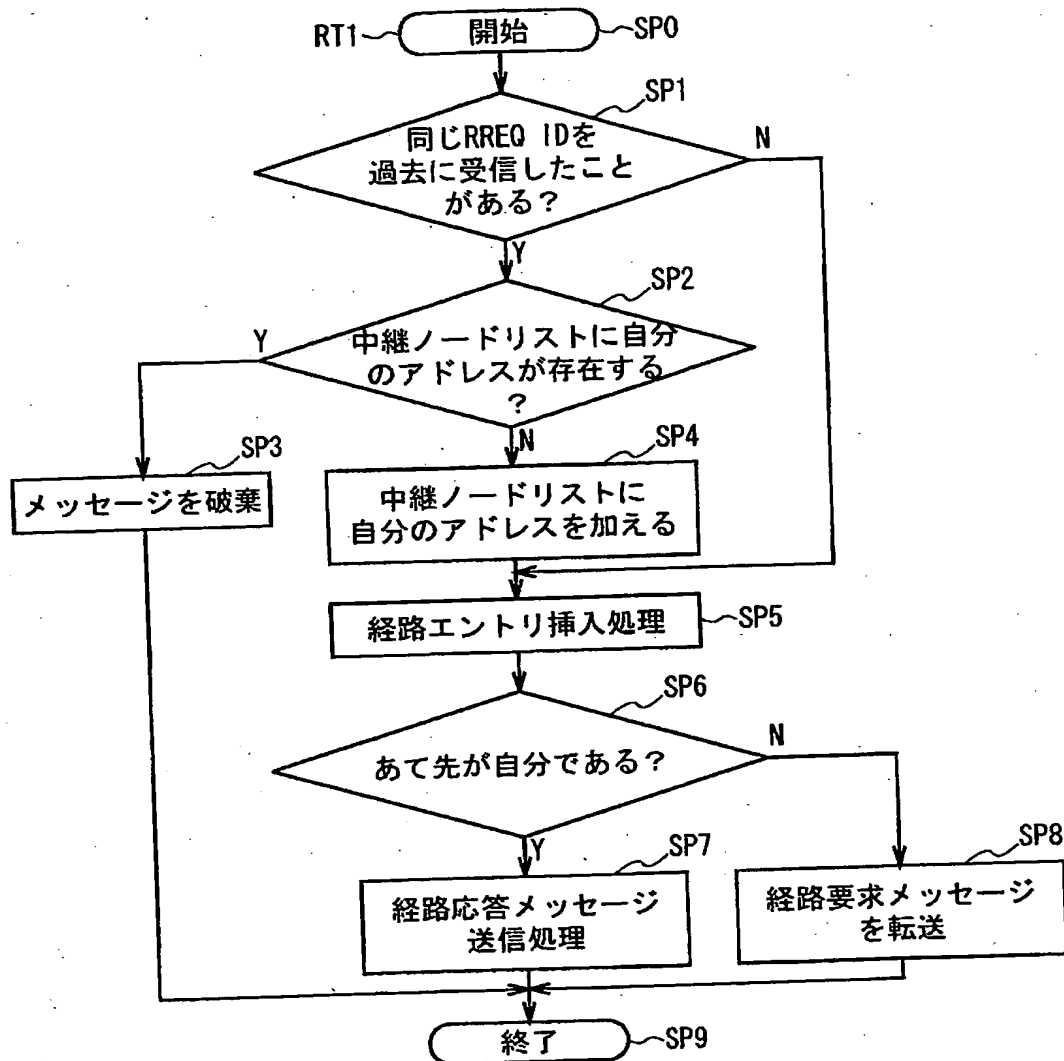 RT1
開始
SP0
SP1
同じRREQ IDを
過去に受信したこと
がある？
N
Y
SP2
Y
中継ノードリストに自分
のアドレスが存在する
？
N
SP3
メッセージを破棄
SP4
中継ノードリストに
自分のアドレスを加える
経路エントリ挿入処理
SP5
SP6
N
あて先が自分である？
Y
SP7
経路応答メッセージ
送信処理
SP8
経路要求メッセージ
を転送
終了
SP9